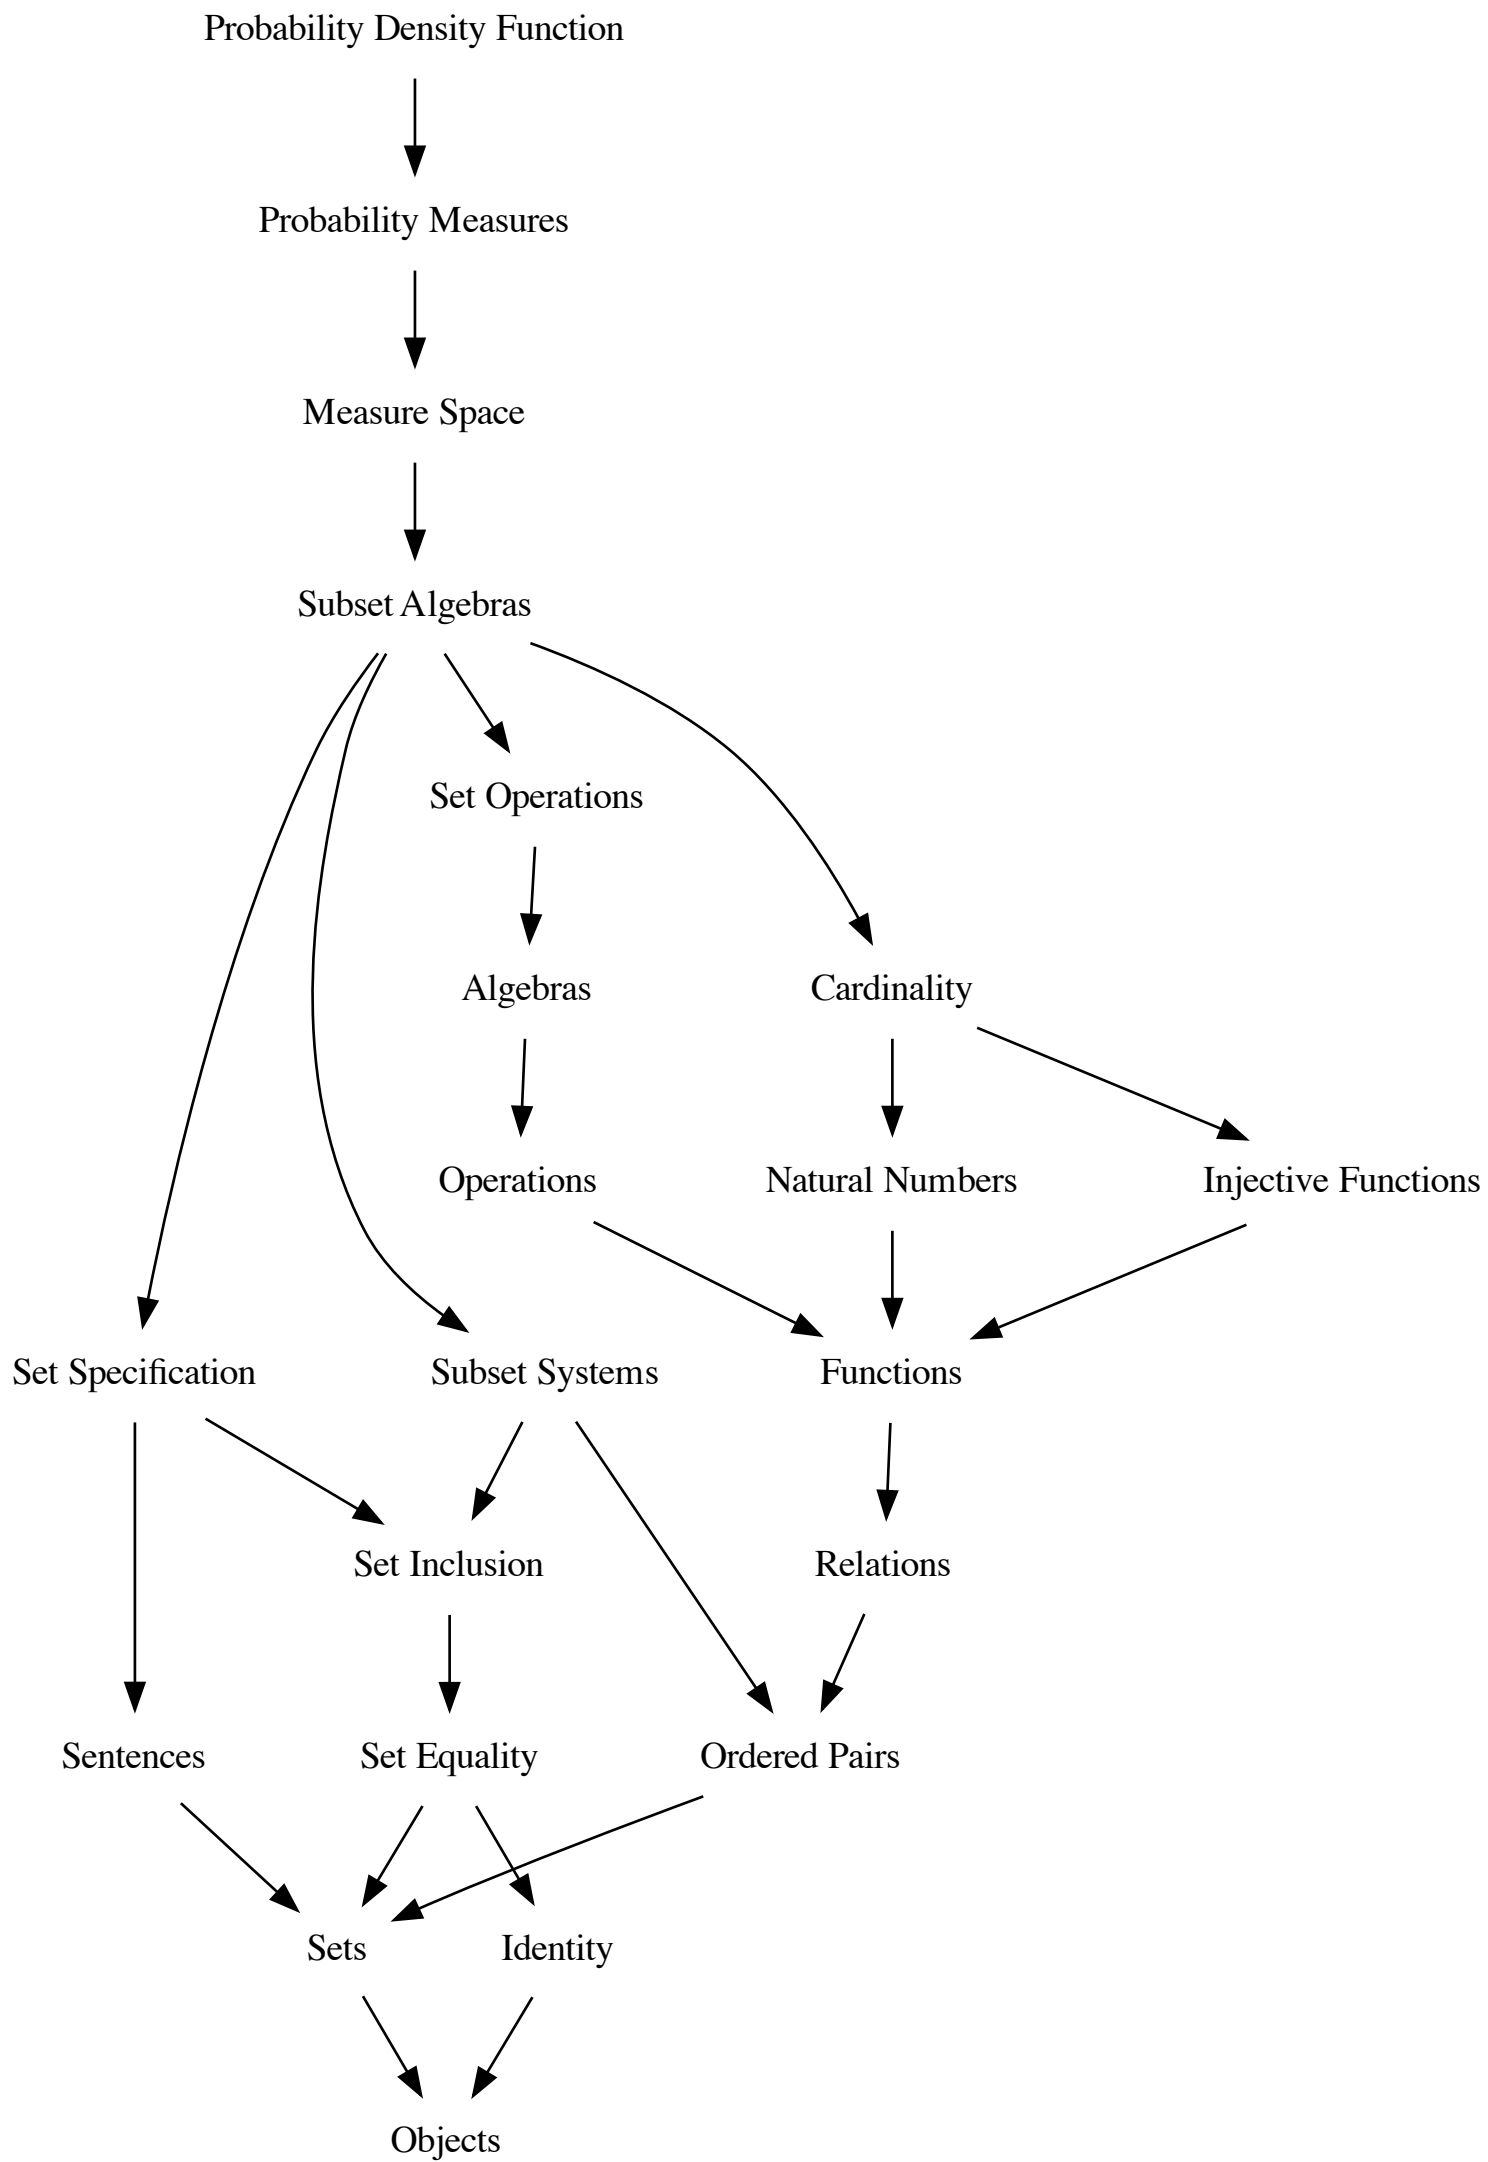 Probability Density Function
Probability Measures
Measure Space
Subset Algebras
Set Operations
Algebras
Cardinality
Operations
Natural Numbers
Injective Functions
Set Specification
Subset Systems
Functions
Set Inclusion
Relations
Sentences
Set Equality
Ordered Pairs
Sets
Identity
Objects